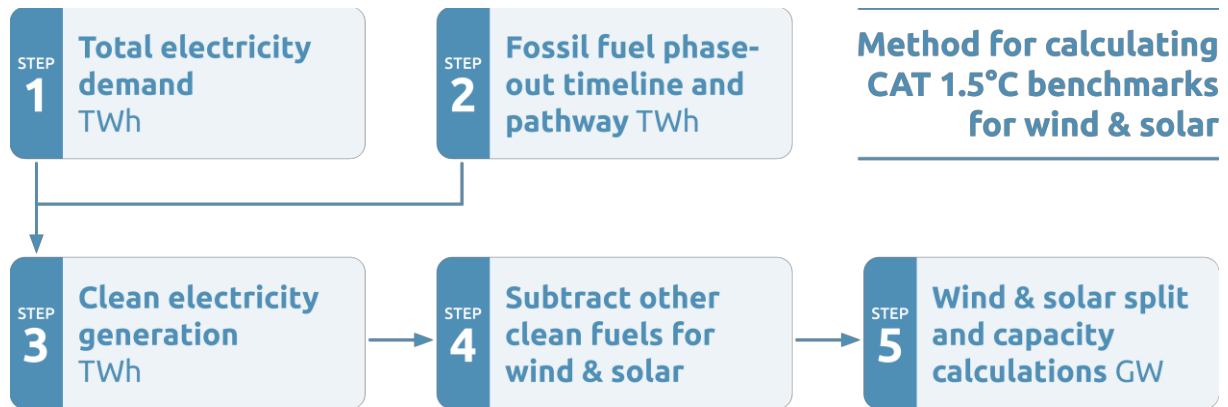 STEP
1
Total electricity
demand
TWh
STEP
2
Fossil fuel phase-
out timeline and
pathway TWh
Method for calculating
CAT 1.5°C benchmarks
for wind & solar
STEP
3
Clean electricity
generation
TWh
STEP
4
Subtract other
clean fuels for
wind & solar
STEP
5
Wind & solar split
and capacity
calculations GW